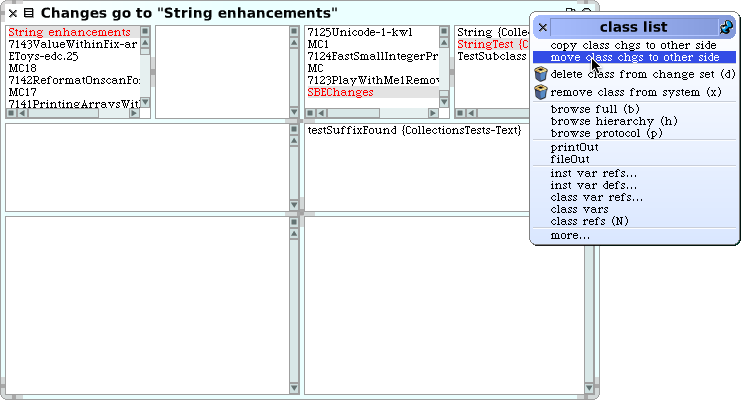 Changes go to "String enhancements"
String enhancements
7143ValueWithinFix-ar
EToys-edc.25
MC18
7142ReformatOnscanFo
MC17
7141PrintingArraysWit
7125Unicode-1-kwl
MC1
7124FastSmallIntegerPr
MC
7123PlayWithMe1Remov
SBEChanges
String {Collec
StringTest {C
TestSubclass
testSuffixFound {CollectionsTests-Text}
class list
copy class chgs to other side
move class chgs to other side
delete class from change set (d)
remove class from system (x)
browse full (b)
browse hierarchy (h)
browse protocol (p)
printOut
fileOut
inst var refs...
inst var defs...
class var refs...
class vars
class refs (N)
more...